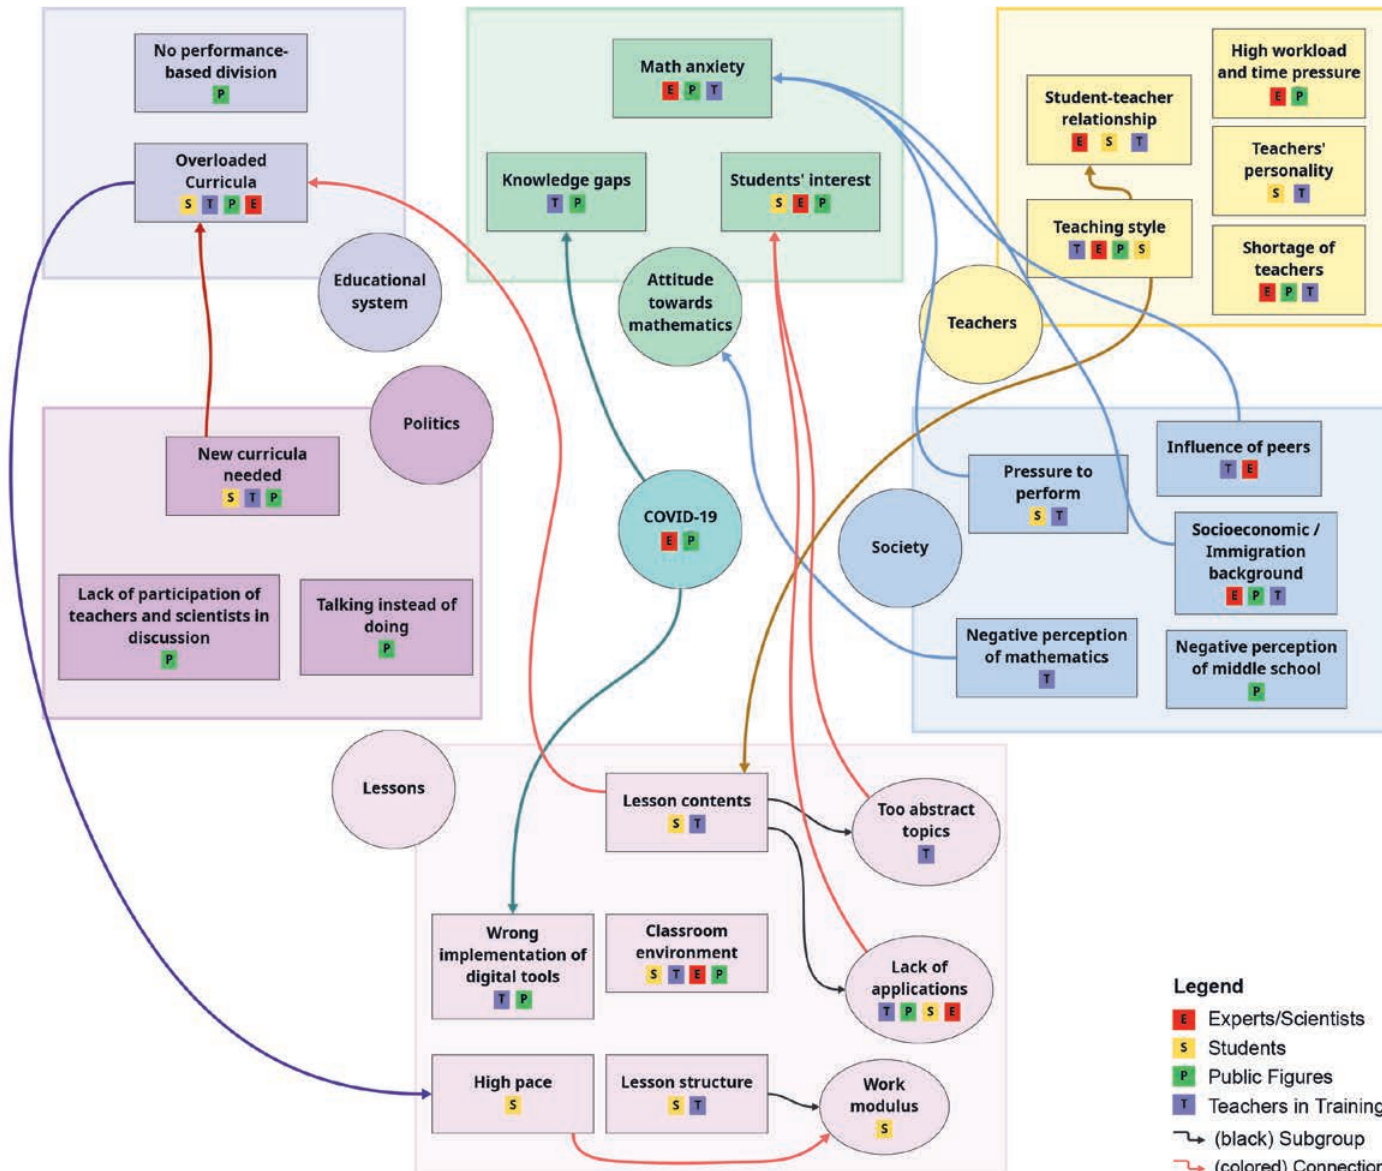 No performance-
based division
P
Overloaded
Curricula
S T P E
Educational
system
Math anxiety
E P T
Knowledge gaps
T P
Students' interest
S E P
Attitude
towards
mathematics
Student-teacher
relationship
E S T
High workload
and time pressure
E P
Teachers'
personality
S T
Teaching style
T E P S
Shortage of
teachers
E P T
Teachers
Politics
New curricula
needed
S T P
Lack of participation of
teachers and scientists in
discussion
P
Talking instead of
doing
P
COVID-19
E P
Society
Pressure to
perform
S T
Influence of peers
T E
Socioeconomic /
Immigration
background
E P T
Negative perception
of mathematics
T
Negative perception
of middle school
P
Lessons
Lesson contents
S T
Too abstract
topics
T
Wrong
implementation of
digital tools
T P
Classroom
environment
S T E P
Lack of
applications
T P S E
High pace
S
Lesson structure
S T
Work
modulus
S
Legend
E Experts/Scientists
S Students
P Public Figures
T Teachers in Training
(black) Subgroup
(colored) Connection